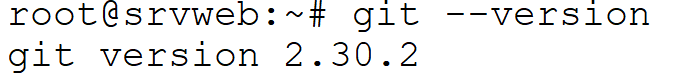 root@srvweb:~# git --version
git version 2.30.2